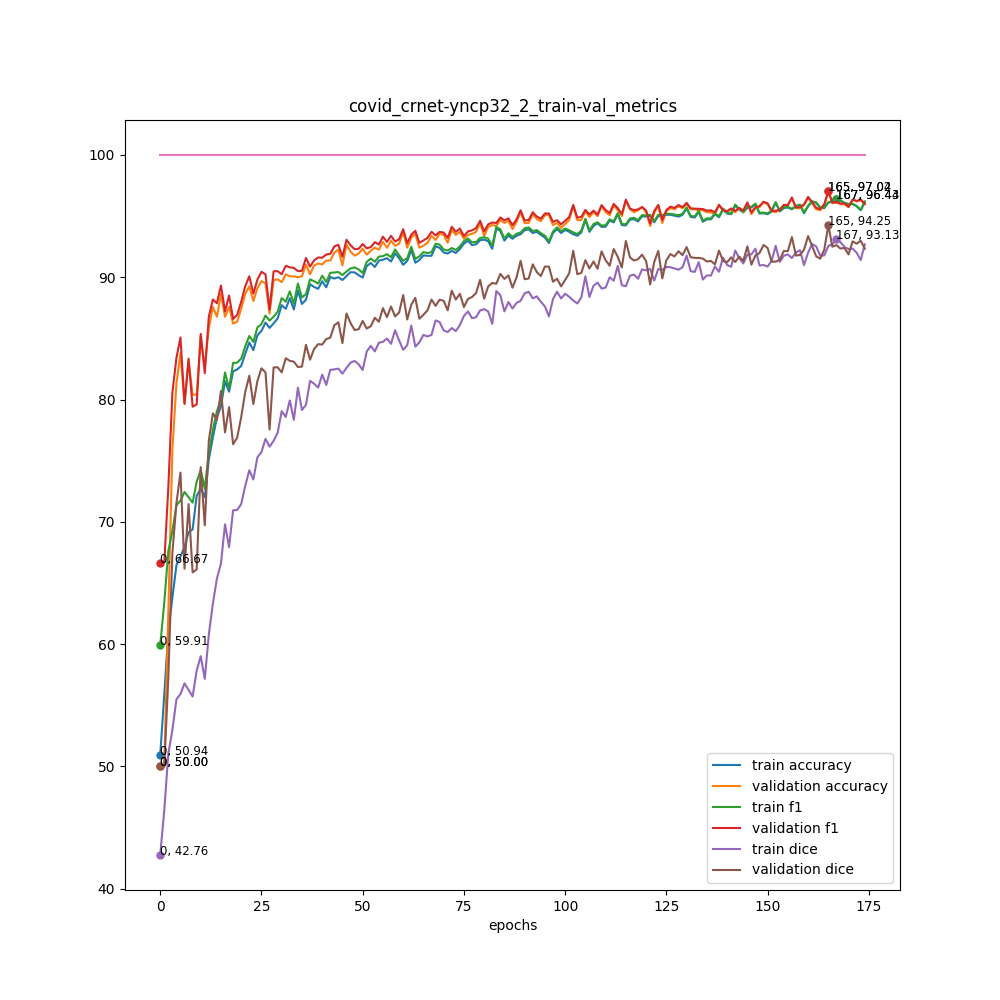 covid_crnet-yncp32_2_train-val_metrics
100
90
80
70
60
50
40
165, 94.25
167, 93.13
0, 66.67
0, 59.91
0, 50.94
0, 50.00
0, 42.76
train accuracy
validation accuracy
train f1
validation f1
train dice
validation dice
0
25
50
75
100
125
150
175
epochs